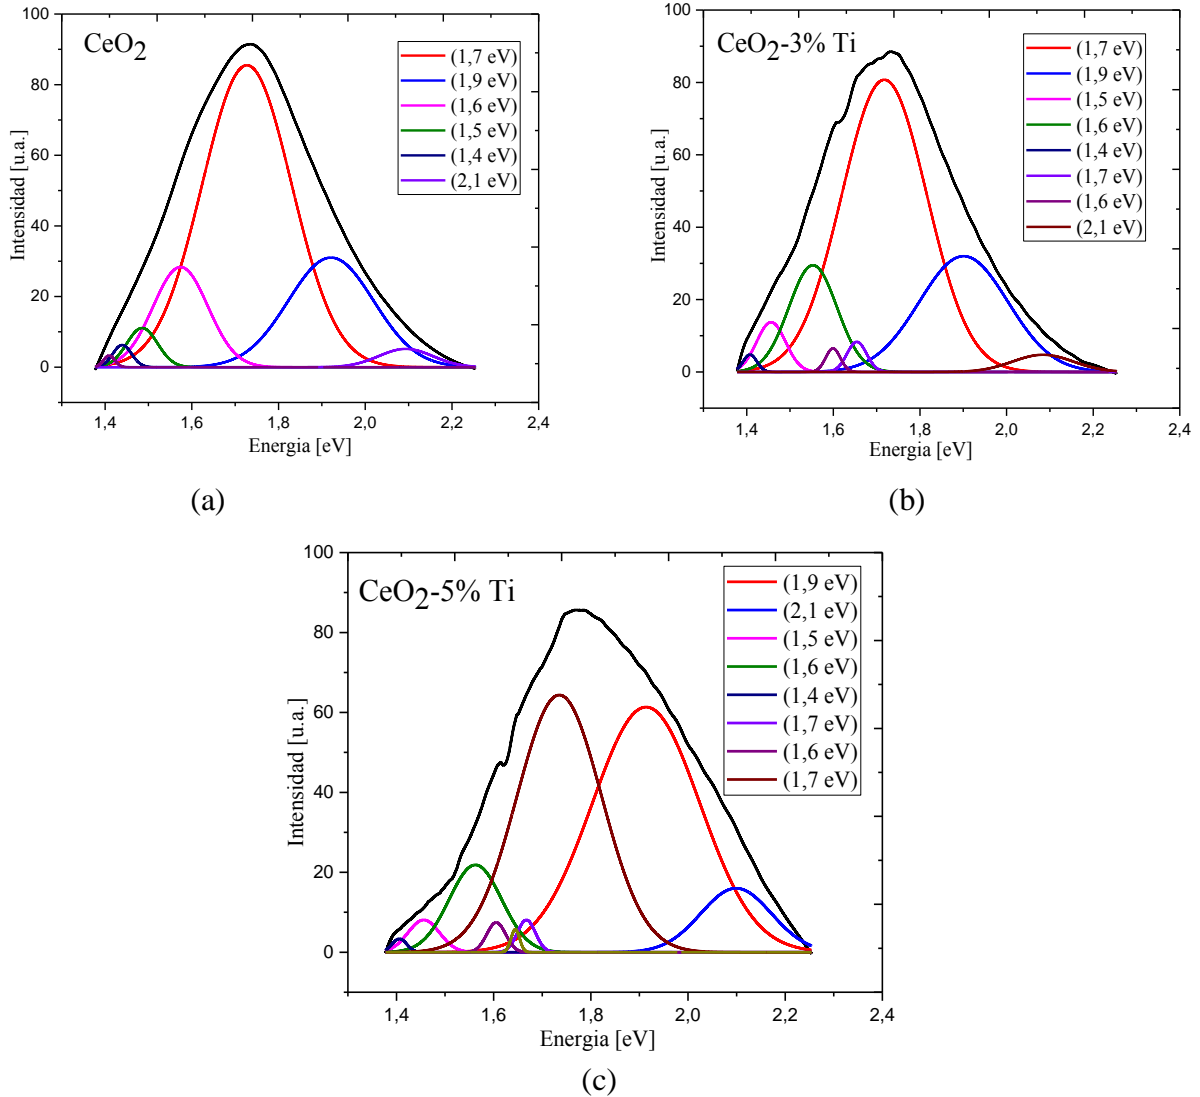 CeO2
(1,7 eV)
(1,9 eV)
(1,6 eV)
(1,5 eV)
(1,4 eV)
(2,1 eV)
Intensidad [u.a.]
100
80
60
40
20
0
1,4 1,6 1,8 2,0 2,2 2,4
Energia [eV]
(a)
CeO2-3% Ti
(1,7 eV)
(1,9 eV)
(1,5 eV)
(1,6 eV)
(1,4 eV)
(1,7 eV)
(1,6 eV)
(2,1 eV)
Intensidad [u.a.]
100
80
60
40
20
0
1,4 1,6 1,8 2,0 2,2 2,4
Energia [eV]
(b)
CeO2-5% Ti
(1,9 eV)
(2,1 eV)
(1,5 eV)
(1,6 eV)
(1,4 eV)
(1,7 eV)
(1,6 eV)
(1,7 eV)
Intensidad [u.a.]
100
80
60
40
20
0
1,4 1,6 1,8 2,0 2,2 2,4
Energia [eV]
(c)